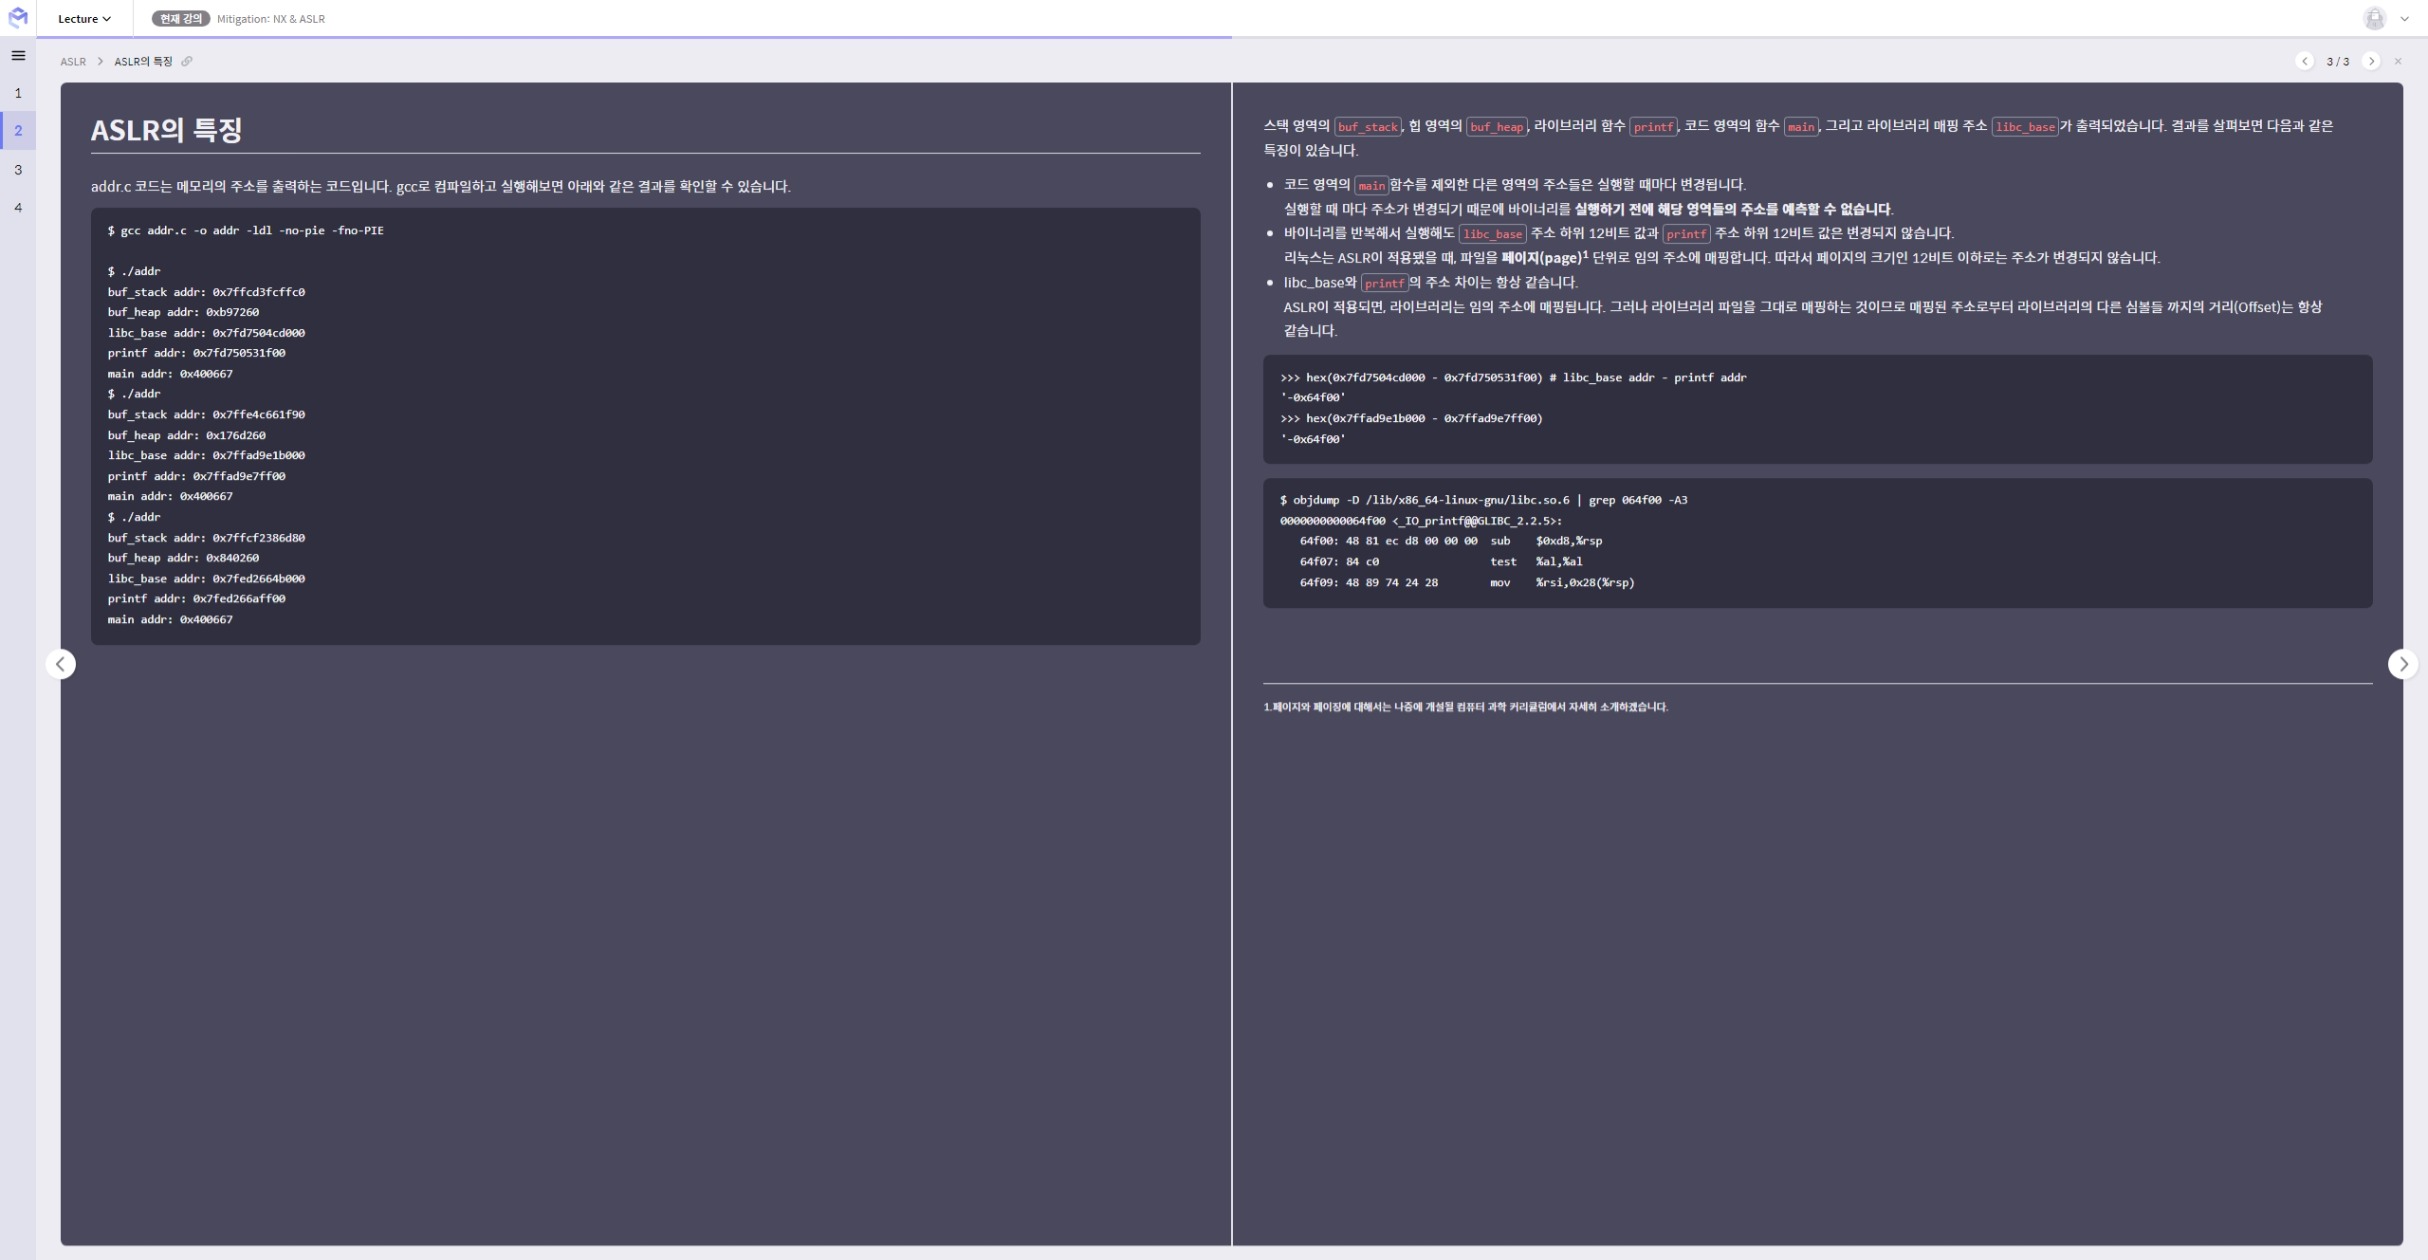 Lecture
현재 강의 Mitigation: NX & ASLR
ASLR > ASLR의 특징
3 / 3
1
2
3
4
ASLR의 특징
addr.c 코드는 메모리의 주소를 출력하는 코드입니다. gcc로 컴파일하고 실행해보면 아래와 같은 결과를 확인할 수 있습니다.
$ gcc addr.c -o addr -ldl -no-pie -fno-PIE
$ ./addr
buf_stack addr: 0x7ffcd3fcffc0
buf_heap addr: 0xb97260
libc_base addr: 0x7fd7504cd000
printf addr: 0x7fd750531f00
main addr: 0x400667
$ ./addr
buf_stack addr: 0x7ffe4c661f90
buf_heap addr: 0x176d260
libc_base addr: 0x7ffad9e1b000
printf addr: 0x7ffad9e7ff00
main addr: 0x400667
$ ./addr
buf_stack addr: 0x7ffcf2386d80
buf_heap addr: 0x840260
libc_base addr: 0x7fed2664b000
printf addr: 0x7fed266aff00
main addr: 0x400667
스택 영역의 buf_stack, 힙 영역의 buf_heap, 라이브러리 함수 printf, 코드 영역의 함수 main, 그리고 라이브러리 매핑 주소 libc_base가 출력되었습니다. 결과를 살펴보면 다음과 같은
특징이 있습니다.
• 코드 영역의 main함수를 제외한 다른 영역의 주소들은 실행할 때마다 변경됩니다.
실행할 때 마다 주소가 변경되기 때문에 바이너리를 실행하기 전에 해당 영역들의 주소를 예측할 수 없습니다.
• 바이너리를 반복해서 실행해도 libc_base 주소 하위 12비트 값과 printf 주소 하위 12비트 값은 변경되지 않습니다.
리눅스는 ASLR이 적용됐을 때, 파일을 페이지(page)1 단위로 임의 주소에 매핑합니다. 따라서 페이지의 크기인 12비트 이하로는 주소가 변경되지 않습니다.
• libc_base와 printf의 주소 차이는 항상 같습니다.
ASLR이 적용되면, 라이브러리는 임의 주소에 매핑됩니다. 그러나 라이브러리 파일을 그대로 매핑하는 것이므로 매핑된 주소로부터 라이브러리의 다른 심볼들 까지의 거리(Offset)는 항상
같습니다.
>>> hex(0x7fd7504cd000 - 0x7fd750531f00) # libc_base addr - printf addr
'-0x64f00'
>>> hex(0x7ffad9e1b000 - 0x7ffad9e7ff00)
'-0x64f00'
$ objdump -D /lib/x86_64-linux-gnu/libc.so.6 | grep 064f00 -A3
0000000000064f00 <_IO_printf@@GLIBC_2.2.5>:
64f00: 48 81 ec d8 00 00 00 sub $0xd8,%rsp
64f07: 84 c0 test %al,%al
64f09: 48 89 74 24 28 mov %rsi,0x28(%rsp)
1.페이지와 페이징에 대해서는 나중에 개설될 컴퓨터 과학 커리큘럼에서 자세히 소개하겠습니다.